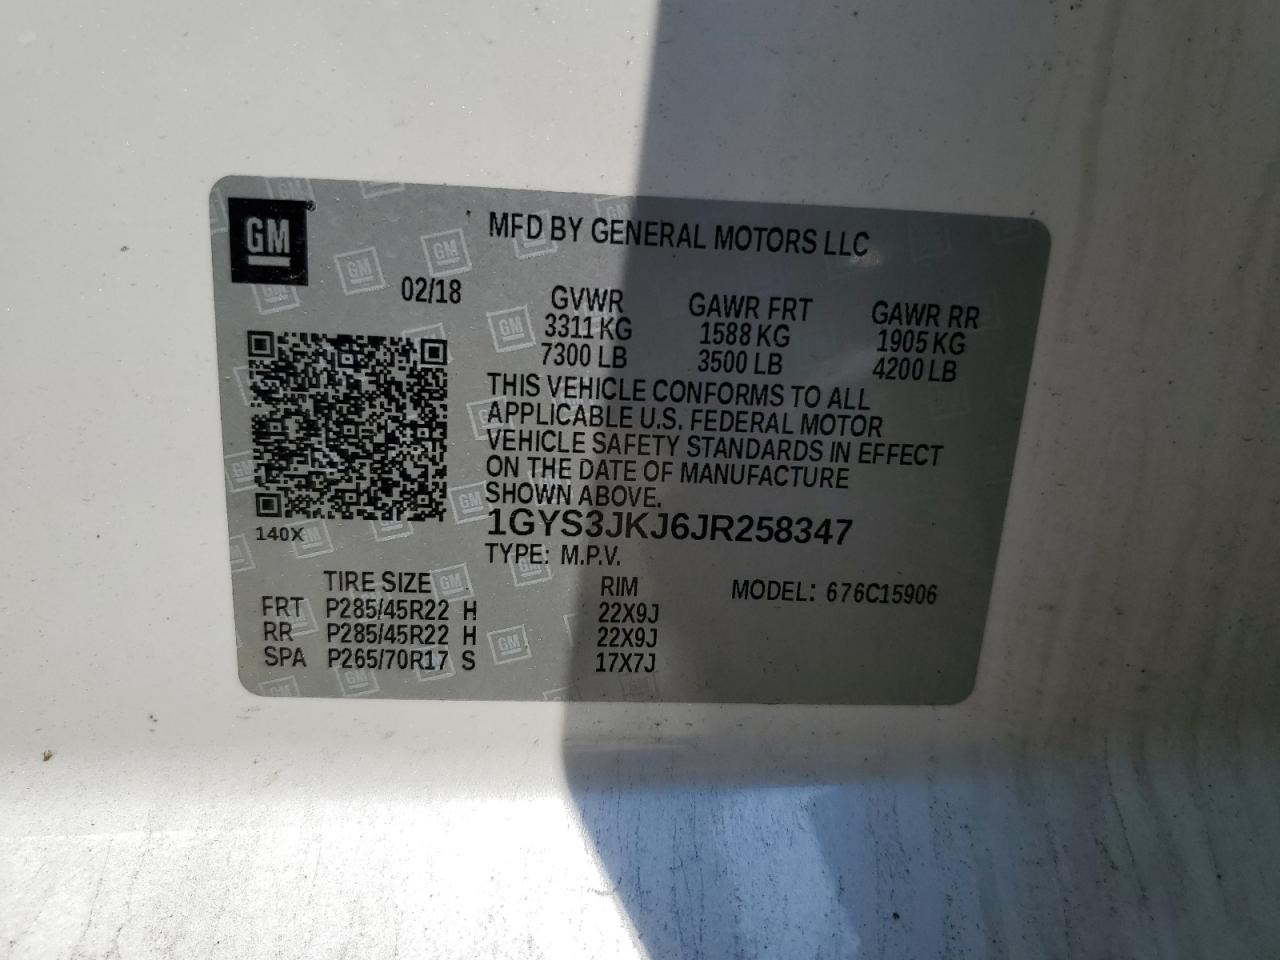 GM
MFD BY GENERAL MOTORS LLC
02/18
GVWR GAWR FRT GAWR RR
3311 KG 1588 KG 1905 KG
7300 LB 3500 LB 4200 LB
THIS VEHICLE CONFORMS TO ALL
APPLICABLE U.S. FEDERAL MOTOR
VEHICLE SAFETY STANDARDS IN EFFECT
ON THE DATE OF MANUFACTURE
SHOWN ABOVE.
140X
1GYS3JKJ6JR258347
TYPE: M.P.V.
TIRE SIZE RIM MODEL: 676C15906
FRT P285/45R22 H 22X9J
RR P285/45R22 H 22X9J
SPA P265/70R17 S 17X7J